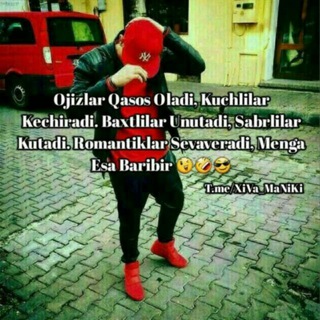 Ojizlar Qasos Oladi, Kuchlilar
Kechiradi. Baxtlilar Unutadi, Sabrlilar
Kutadi. Romantiklar Sevaveradi, Menga
Esa Baribir 😉🤣😎
T.me/XiVa_MaNiKi